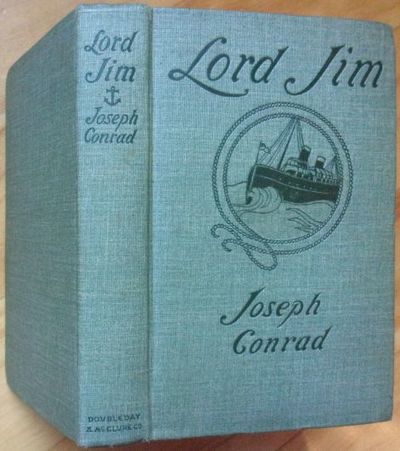 Lord
Jim
Joseph
Conrad
DOUBLEDAY
& McCLURE CO.
Lord Jim
Joseph
Conrad